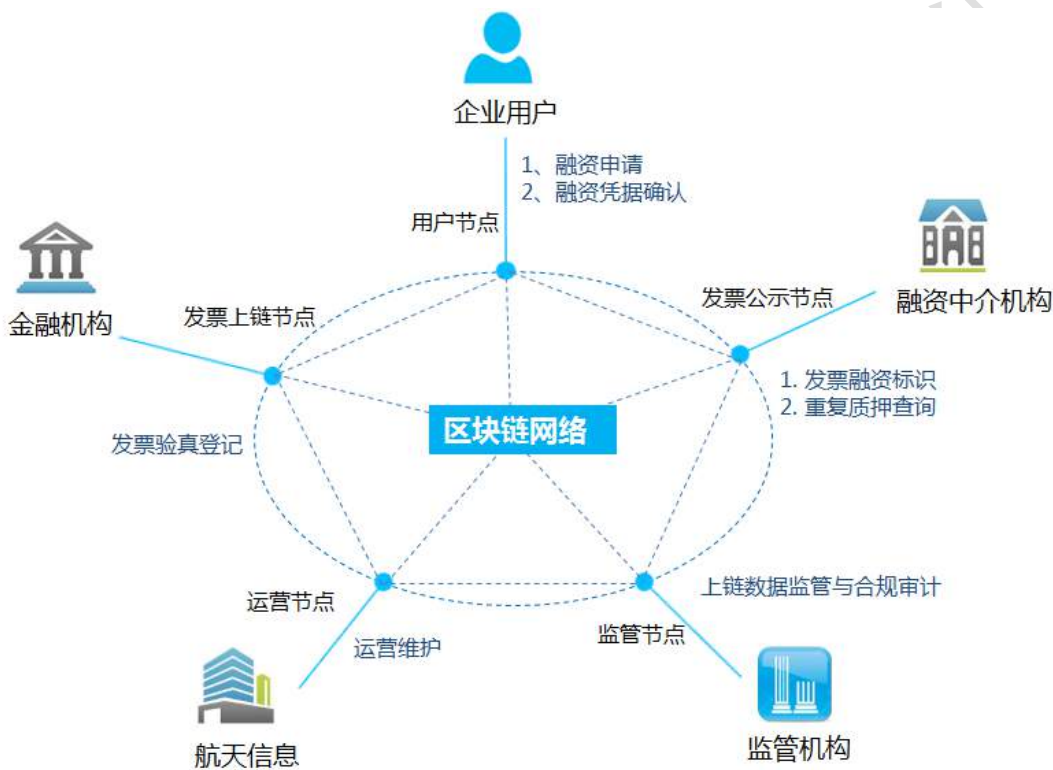 企业用户
1、融资申请
2、融资凭据确认
用户节点
金融机构
发票上链节点
发票公示节点
融资中介机构
1. 发票融资标识
2. 重复质押查询
区块链网络
发票验真登记
运营节点
运营维护
航天信息
上链数据监管与合规审计
监管节点
监管机构